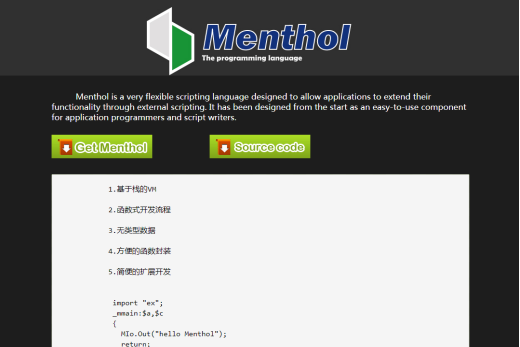 Menthol
The programming language
Menthol is a very flexible scripting language designed to allow applications to extend their
functionality through external scripting. It has been designed from the start as an easy-to-use component
for application programmers and script writers.
Get Menthol
Source code
1.基于栈的VM
2.函数式开发流程
3.无类型数据
4.方便的函数封装
5.简便的扩展开发
import "ex";
_mmain:$a,$c
{
MIo.Out("hello Menthol");
return;